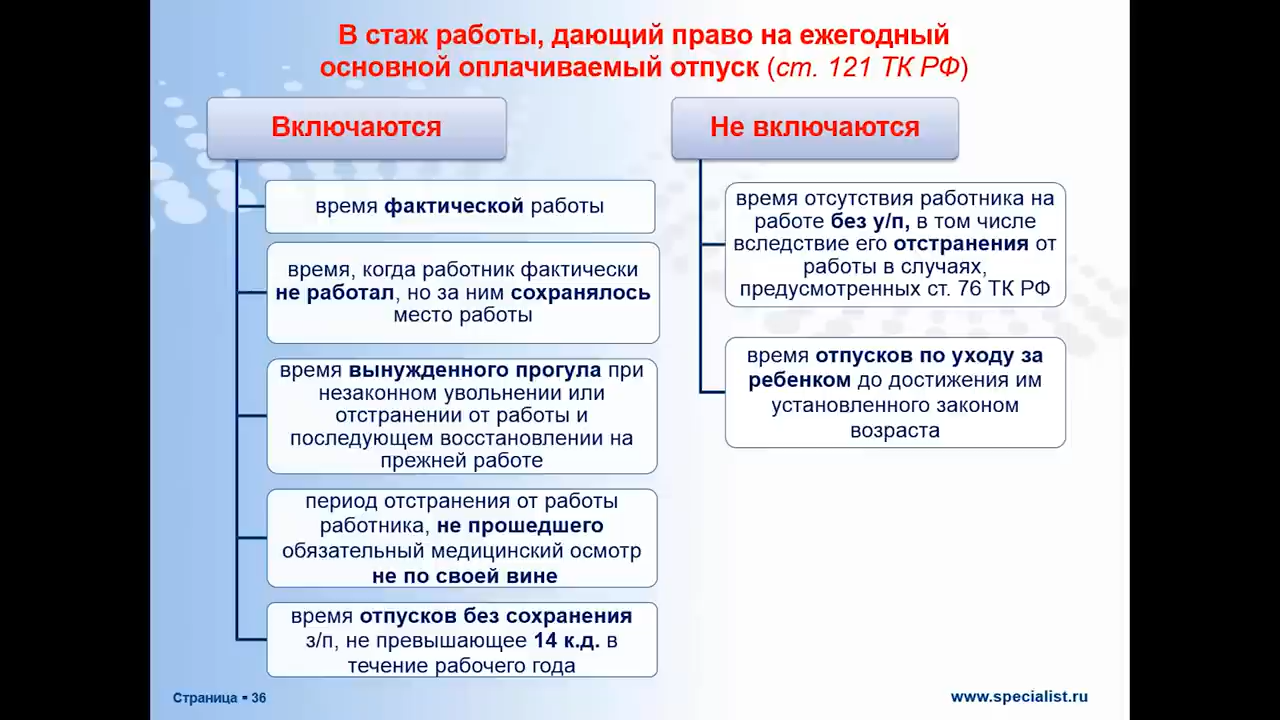 В стаж работы, дающий право на ежегодный
основной оплачиваемый отпуск (ст. 121 ТК РФ)
Включаются
время фактической работы
время, когда работник фактически
не работал, но за ним сохранялось
место работы
время вынужденного прогула при
незаконном увольнении или
отстранении от работы и
последующем восстановлении на
прежней работе
период отстранения от работы
работника, не прошедшего
обязательный медицинский осмотр
не по своей вине
время отпусков без сохранения
з/п, не превышающее 14 к.д. в
течение рабочего года
Не включаются
время отсутствия работника на
работе без у/п, в том числе
вследствие его отстранения от
работы в случаях,
предусмотренных ст. 76 ТК РФ
время отпусков по уходу за
ребенком до достижения им
установленного законом
возраста
Страница ▪ 36
www.specialist.ru